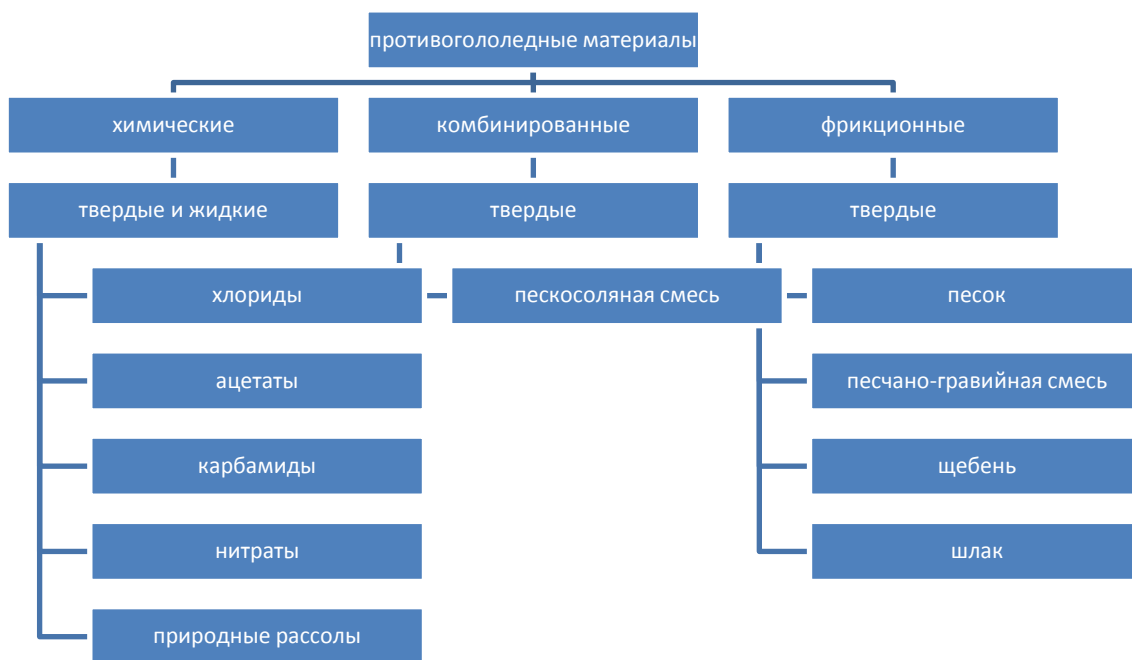 противогололедные материалы
химические
комбинированные
фрикционные
твердые и жидкие
твердые
твердые
хлориды
пескосоляная смесь
песок
ацетаты
песчано-гравийная смесь
карбамиды
щебень
нитраты
шлак
природные рассолы